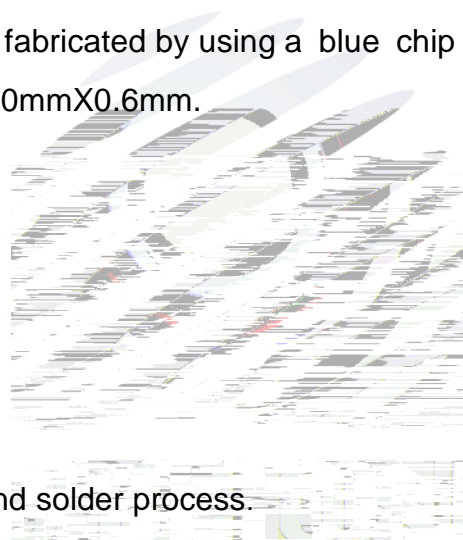 fabricated by using a blue chip
0mmX0.6mm.
nd solder process.